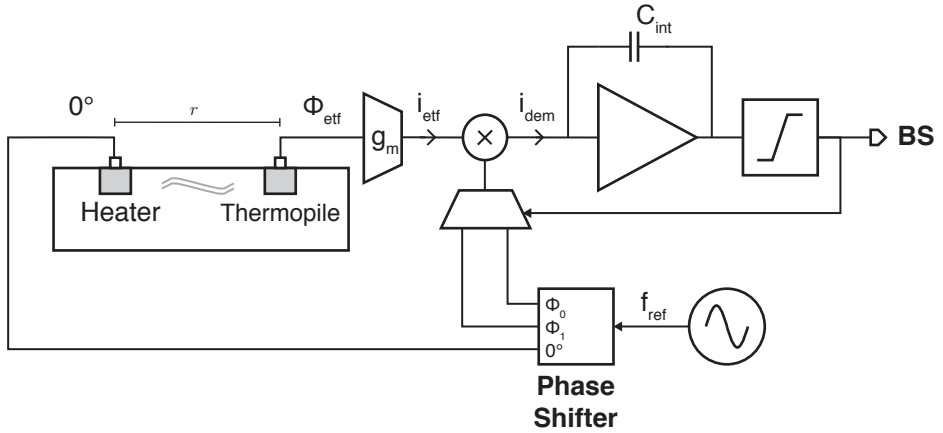 C_int
0°
r
Φ_etf
i_etf
i_dem
g_m
×
BS
Heater
Thermopile
Φ_0
Φ_1
0°
f_ref
Phase
Shifter